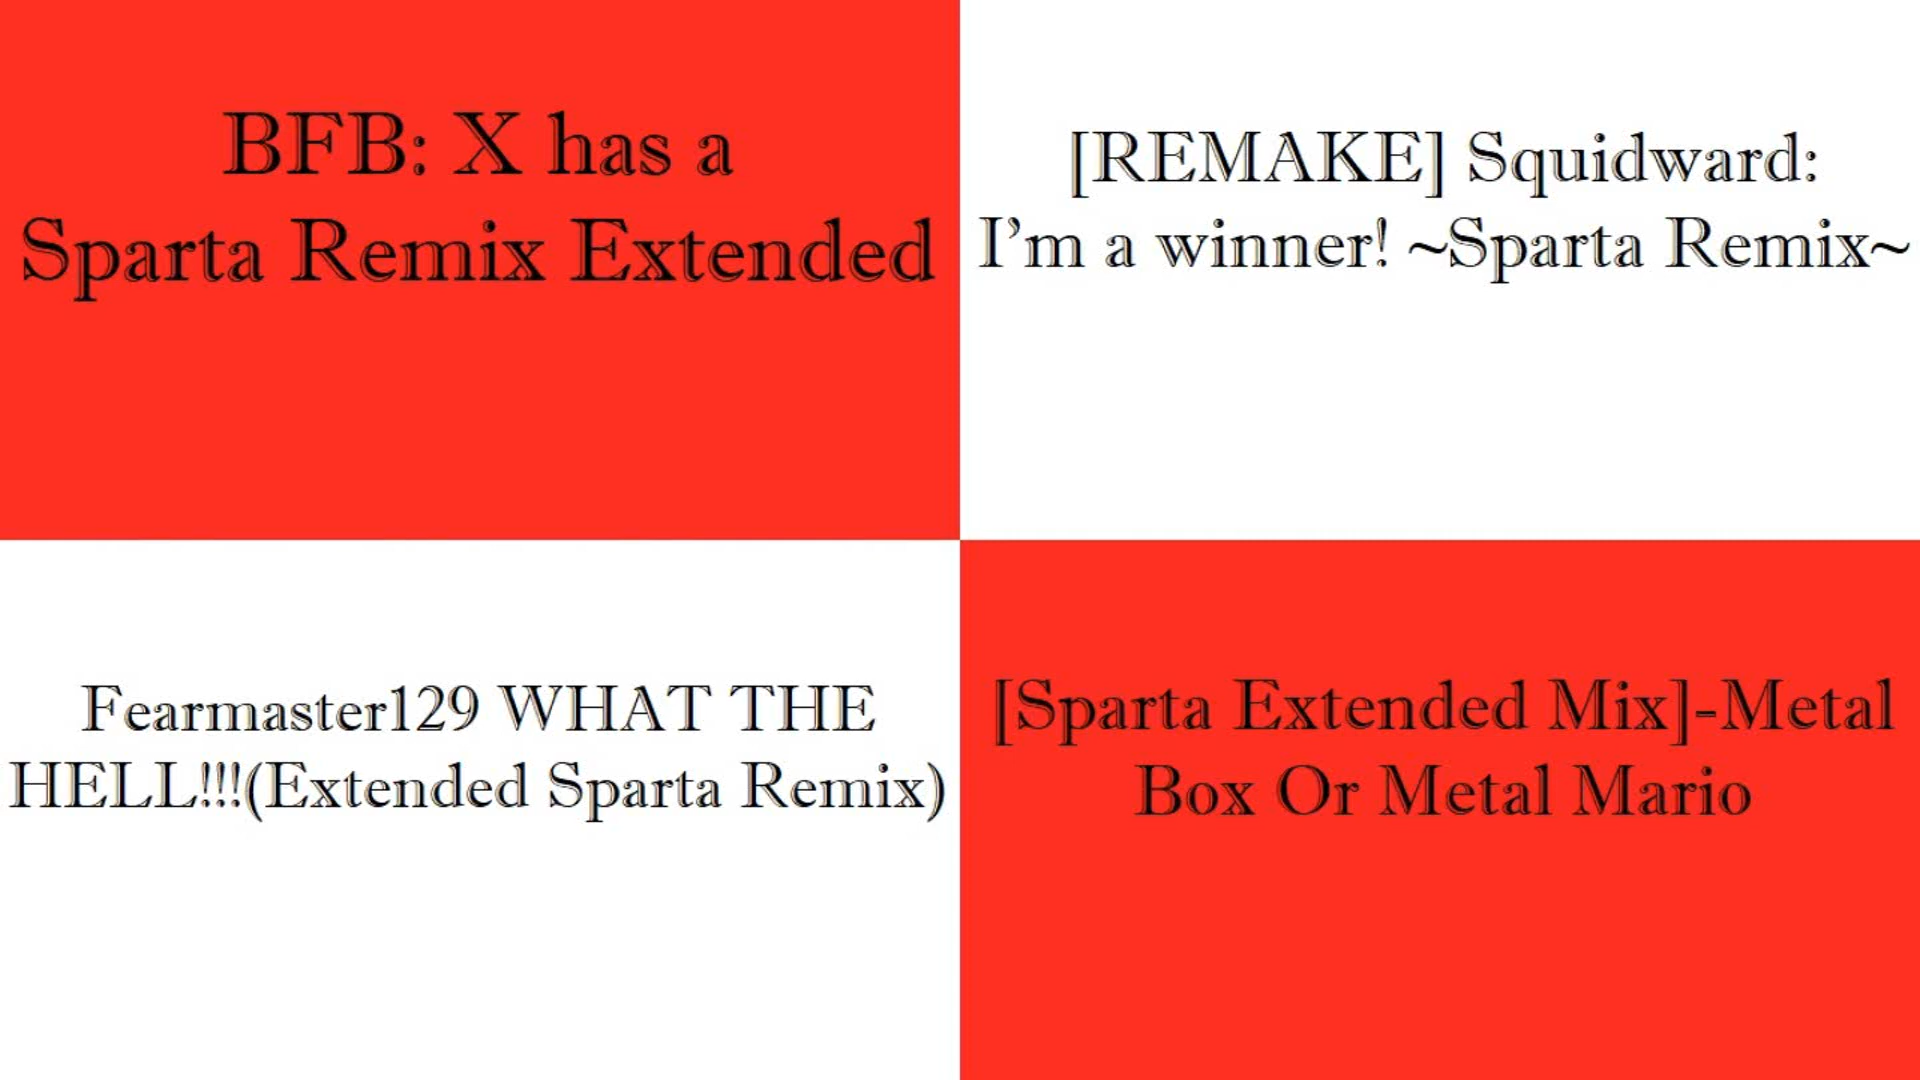 BFB: X has a
Sparta Remix Extended
[REMAKE] Squidward:
I'm a winner! ~Sparta Remix~
Fearmaster129 WHAT THE
HELL!!!(Extended Sparta Remix)
[Sparta Extended Mix]-Metal
Box Or Metal Mario